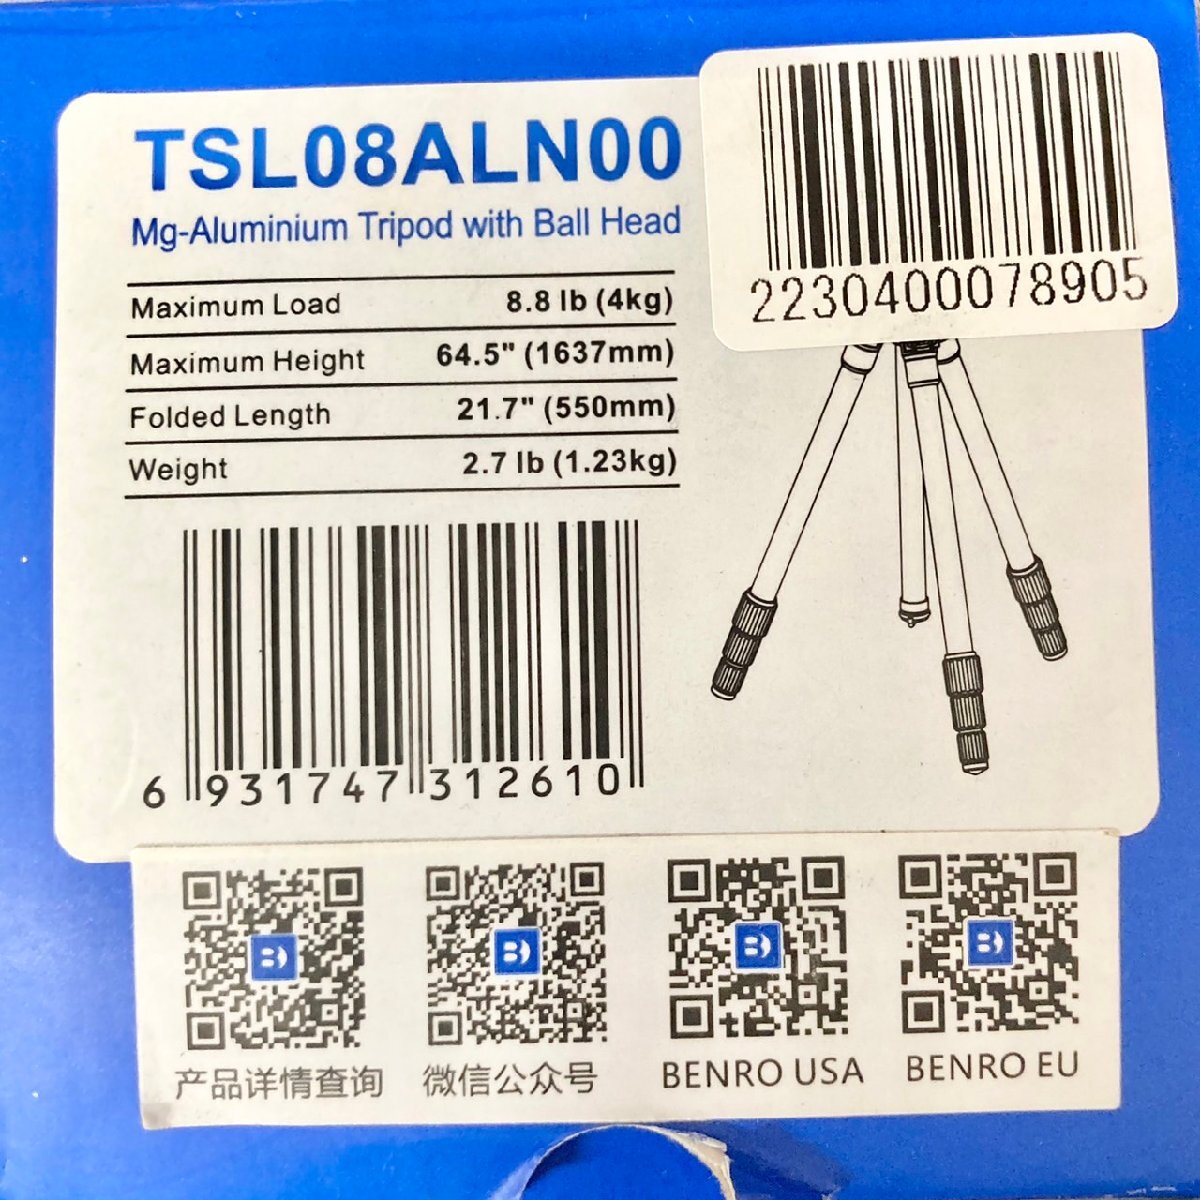 TSL08ALN00
Mg-Aluminium Tripod with Ball Head
Maximum Load 8.8 lb (4kg)
Maximum Height 64.5" (1637mm)
Folded Length 21.7" (550mm)
Weight 2.7 lb (1.23kg)
6 931747 312610
2230400078905
B
B
B
B
产品详情查询
微信公众号
BENRO USA
BENRO EU